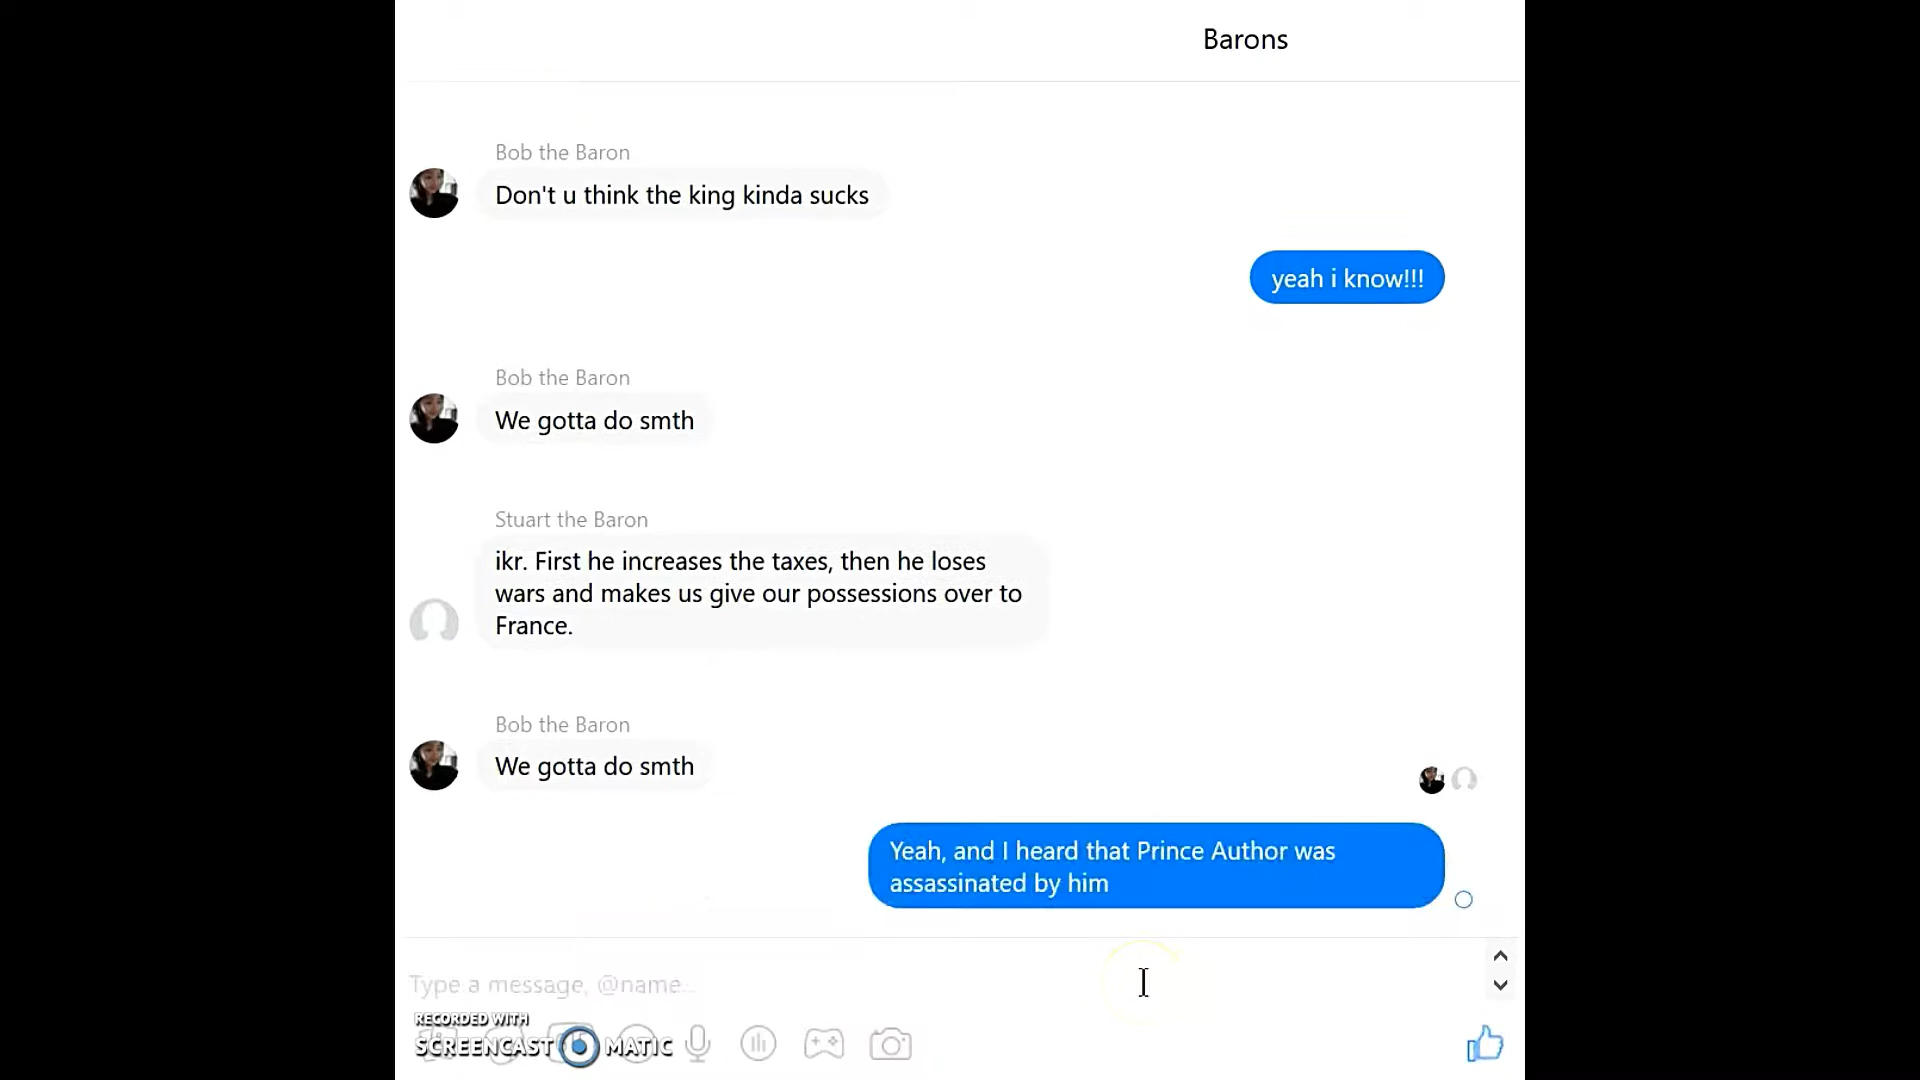 Barons
Bob the Baron
Don't u think the king kinda sucks
yeah i know!!!
Bob the Baron
We gotta do smth
Stuart the Baron
ikr. First he increases the taxes, then he loses
wars and makes us give our possessions over to
France.
Bob the Baron
We gotta do smth
Yeah, and I heard that Prince Author was
assassinated by him
Type a message, @name...
RECORDED WITH
SCREENCAST MATIC